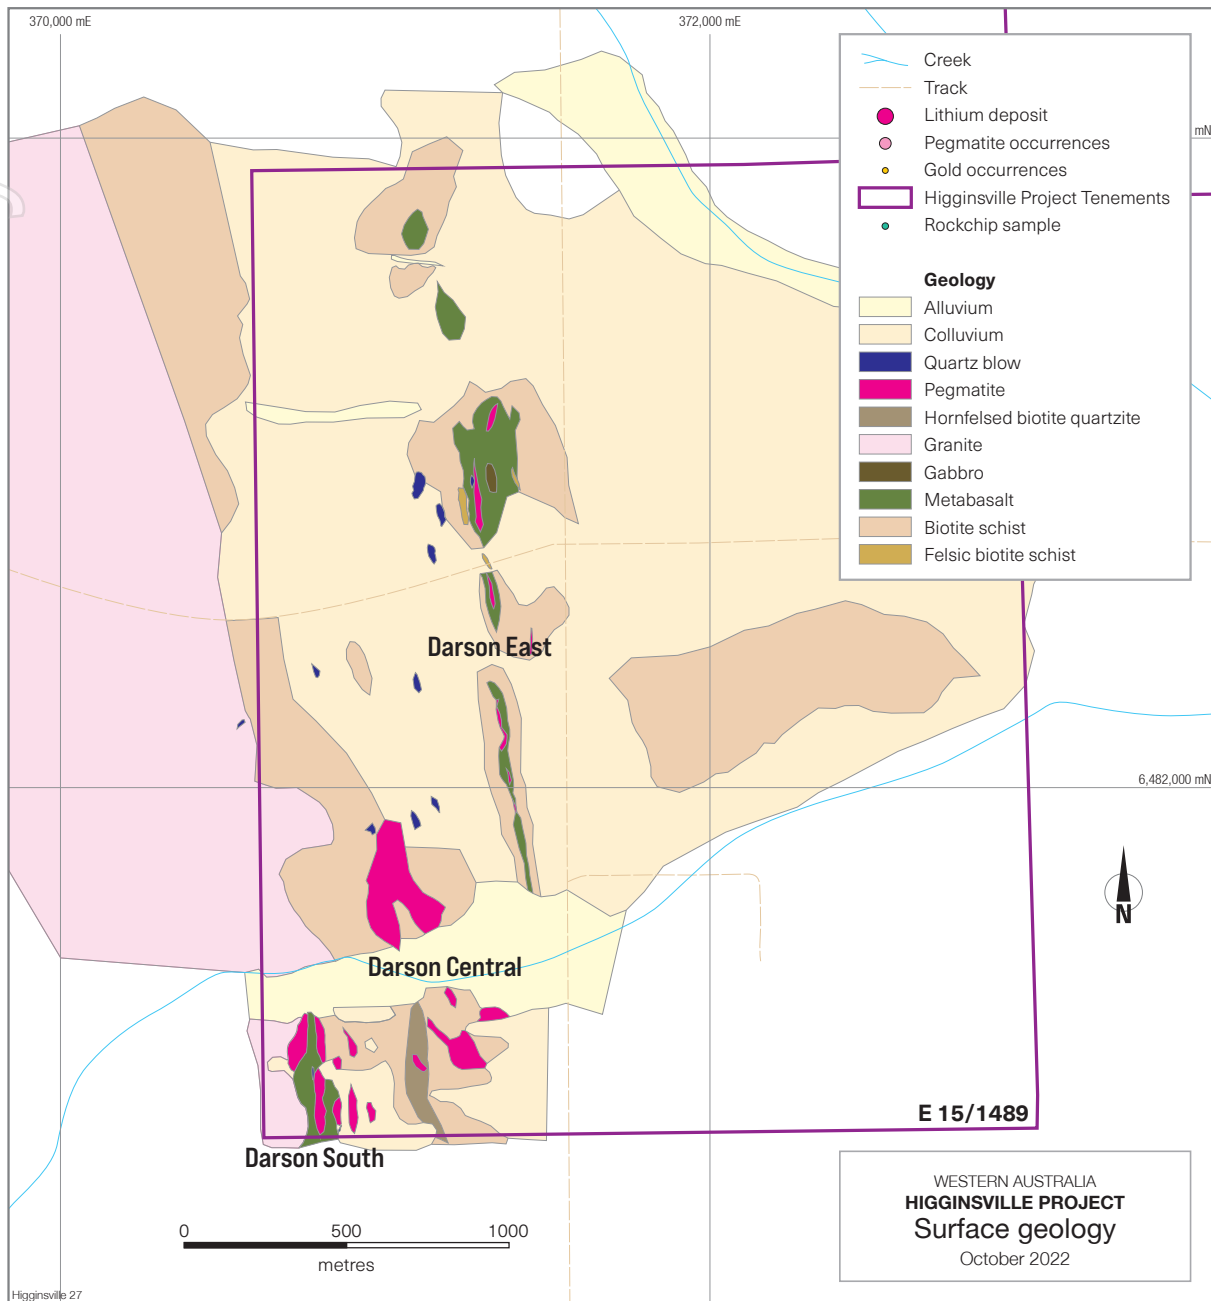 370,000 mE
372,000 mE
Creek
Track
Lithium deposit
Pegmatite occurrences
Gold occurrences
Higginsville Project Tenements
Rockchip sample
Geology
Alluvium
Colluvium
Quartz blow
Pegmatite
Hornfelsed biotite quartzite
Granite
Gabbro
Metabasalt
Biotite schist
Felsic biotite schist
mN
Darson East
6,482,000 mN
N
Darson Central
E 15/1489
Darson South
0 500 1000
metres
WESTERN AUSTRALIA
HIGGINSVILLE PROJECT
Surface geology
October 2022
Higginsville 27